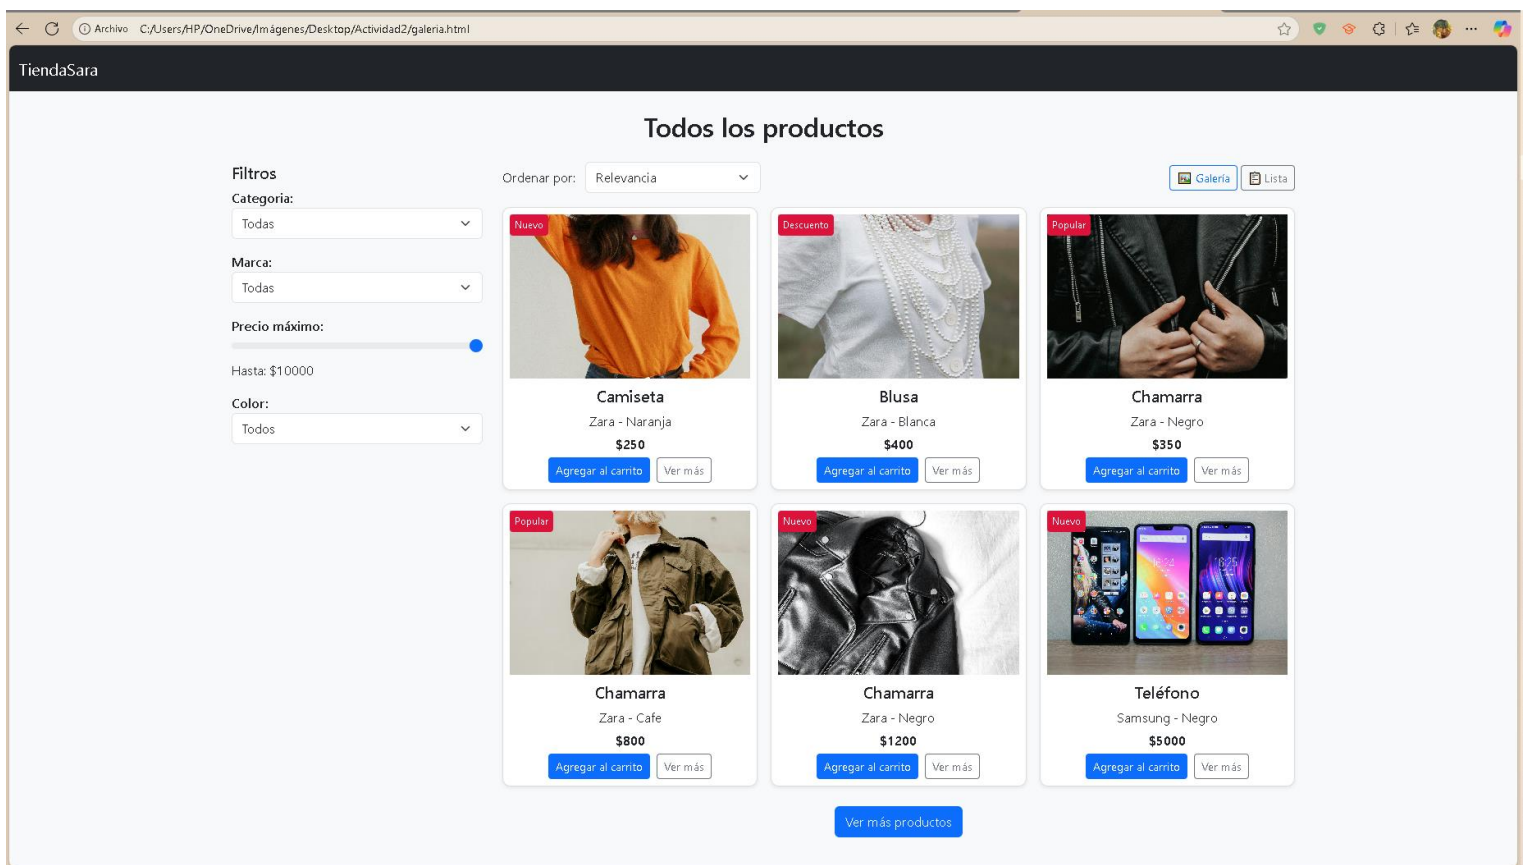 Archivo C:/Users/HP/OneDrive/Imágenes/Desktop/Actividad2/galeria.html
TiendaSara
Todos los productos
Filtros
Categoria:
Todas
Marca:
Todas
Precio máximo:
Hasta: $10000
Color:
Todos
Ordenar por: Relevancia
Galería Lista
Nuevo
Camiseta
Zara - Naranja
$250
Agregar al carrito Ver más
Descuento
Blusa
Zara - Blanca
$400
Agregar al carrito Ver más
Popular
Chamarra
Zara - Negro
$350
Agregar al carrito Ver más
Popular
Chamarra
Zara - Cafe
$800
Agregar al carrito Ver más
Nuevo
Chamarra
Zara - Negro
$1200
Agregar al carrito Ver más
Nuevo
Teléfono
Samsung - Negro
$5000
Agregar al carrito Ver más
Ver más productos